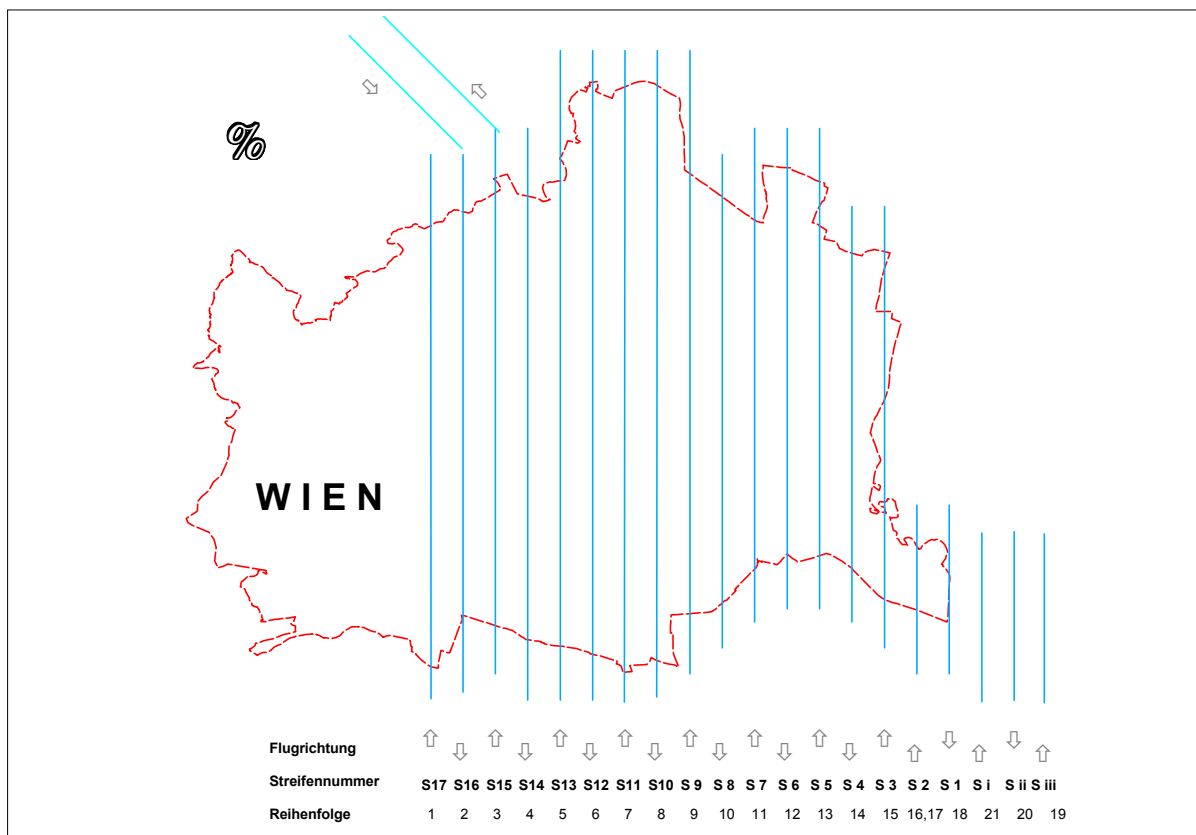 %
W I E N
Flugrichtung
Streifennummer S17 S16 S15 S14 S13 S12 S11 S10 S 9 S 8 S 7 S 6 S 5 S 4 S 3 S 2 S 1 S i S ii S iii
Reihenfolge 1 2 3 4 5 6 7 8 9 10 11 12 13 14 15 16,17 18 21 20 19